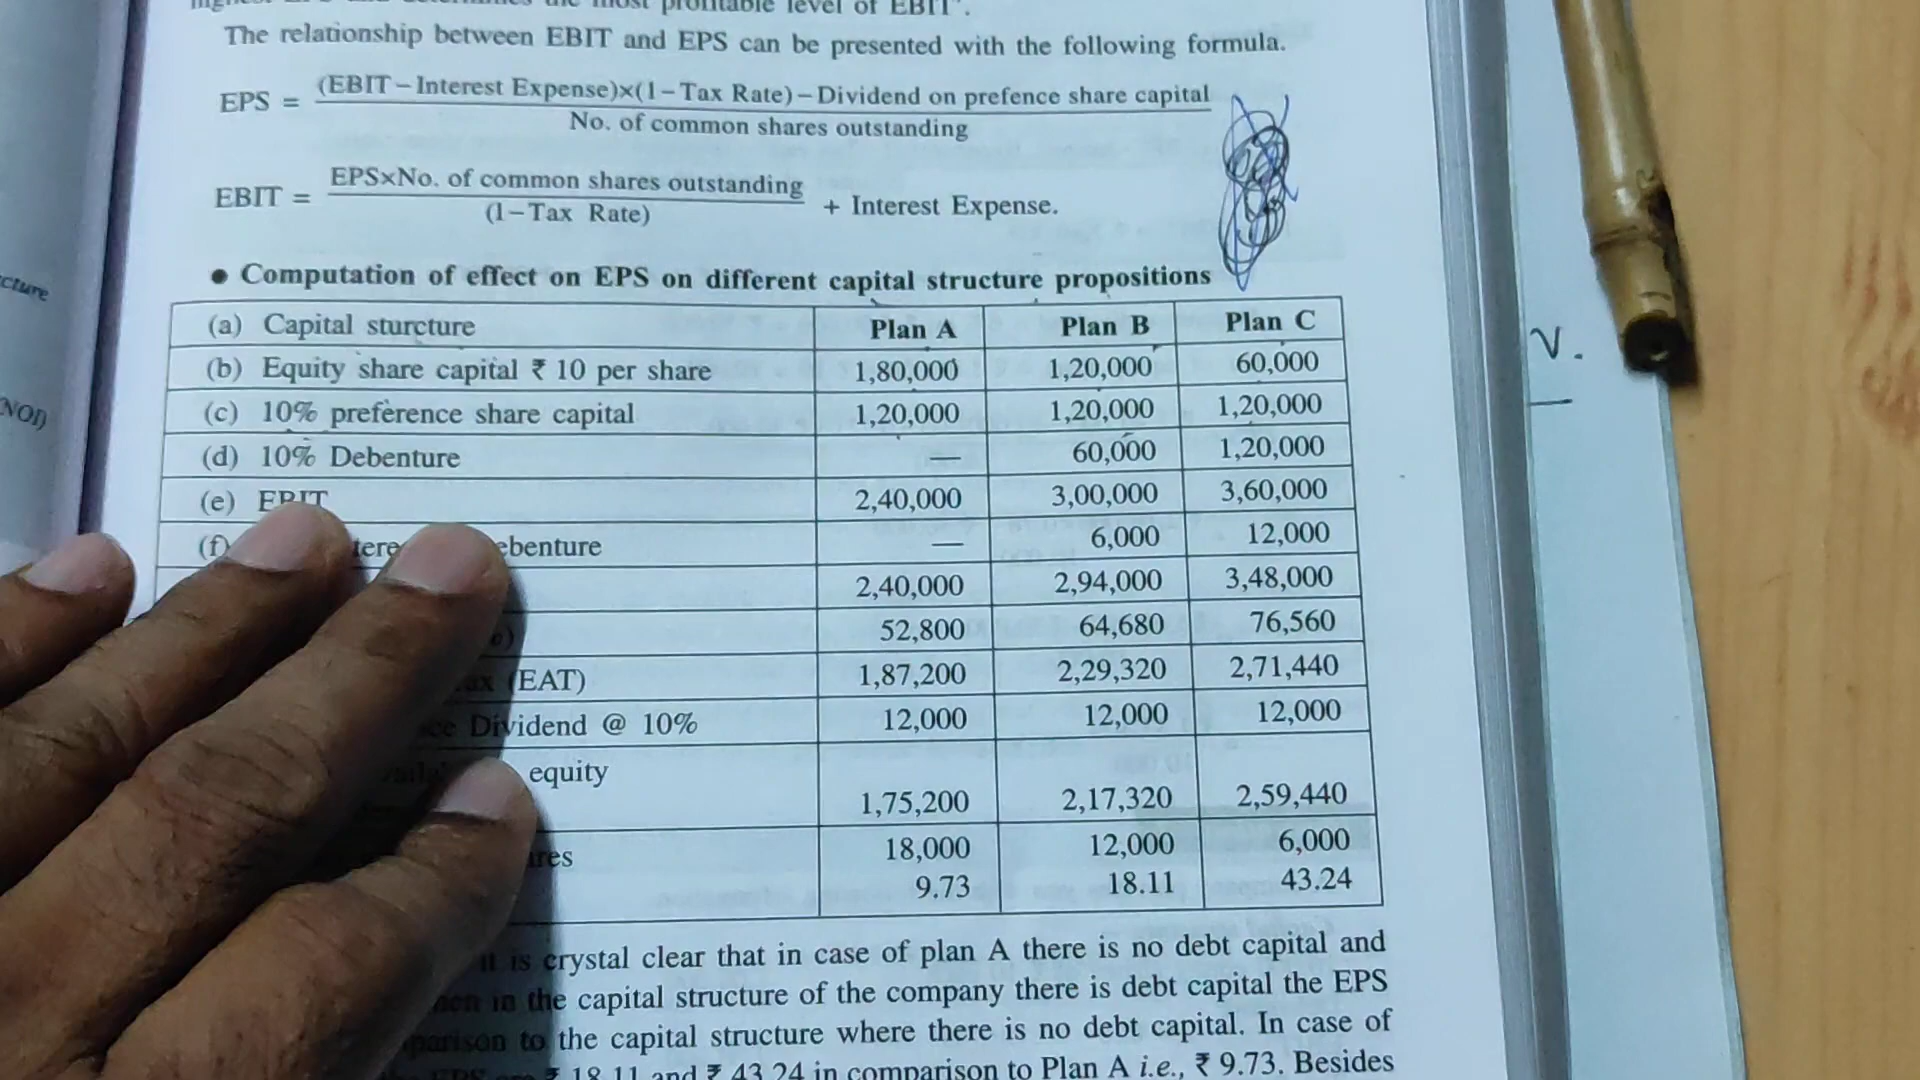 most profitable level of EBIT'.
The relationship between EBIT and EPS can be presented with the following formula.
EPS = (EBIT – Interest Expense)×(1 – Tax Rate) – Dividend on prefence share capital
No. of common shares outstanding
EBIT = EPS×No. of common shares outstanding
(1 – Tax Rate)
+ Interest Expense.
• Computation of effect on EPS on different capital structure propositions
(a) Capital sturcture Plan A Plan B Plan C
(b) Equity share capital ₹ 10 per share 1,80,000 1,20,000 60,000
(c) 10% preference share capital 1,20,000 1,20,000 1,20,000
(d) 10% Debenture — 60,000 1,20,000
(e) EBIT 2,40,000 3,00,000 3,60,000
(f) ebenture — 6,000 12,000
2,40,000 2,94,000 3,48,000
52,800 64,680 76,560
(EAT) 1,87,200 2,29,320 2,71,440
Dividend @ 10% 12,000 12,000 12,000
equity
1,75,200 2,17,320 2,59,440
ares 18,000 12,000 6,000
9.73 18.11 43.24
it is crystal clear that in case of plan A there is no debt capital and
in the capital structure of the company there is debt capital the EPS
parison to the capital structure where there is no debt capital. In case of
₹ 18.11 and ₹ 43.24 in comparison to Plan A i.e., ₹ 9.73. Besides
cture
NOI)
V.